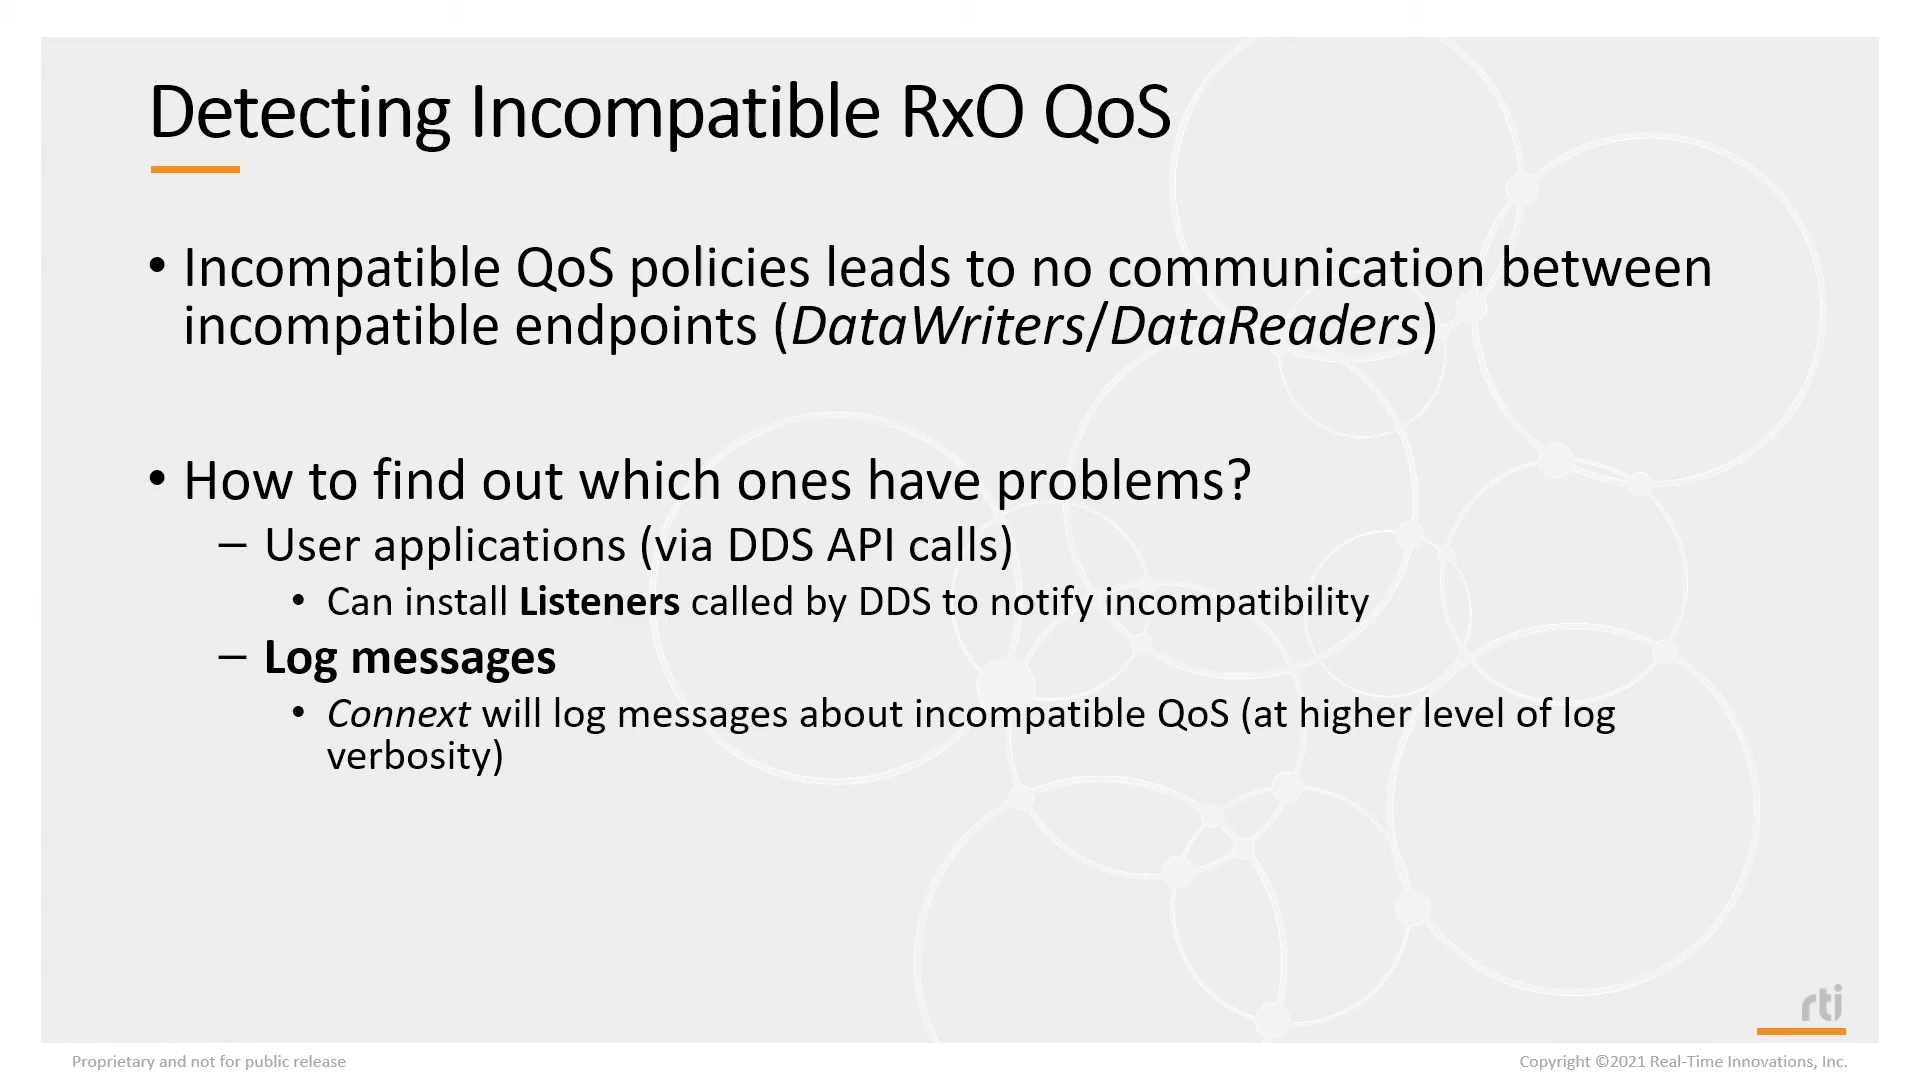 Detecting Incompatible RxO QoS
• Incompatible QoS policies leads to no communication between
incompatible endpoints (DataWriters/DataReaders)
• How to find out which ones have problems?
– User applications (via DDS API calls)
• Can install Listeners called by DDS to notify incompatibility
– Log messages
• Connext will log messages about incompatible QoS (at higher level of log
verbosity)
rti
Proprietary and not for public release
Copyright ©2021 Real-Time Innovations, Inc.